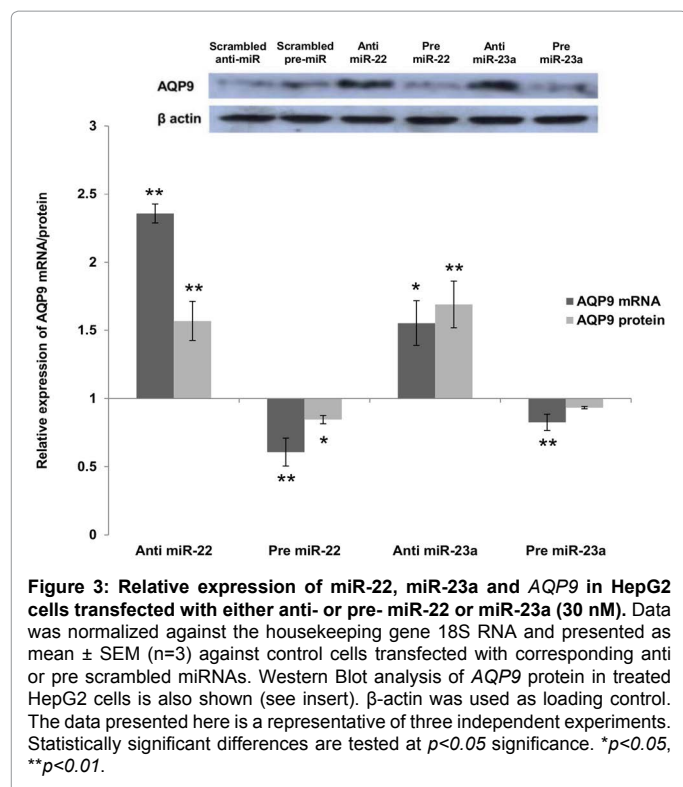 Scrambled anti-miR
Scrambled pre-miR
Anti miR-22
Pre miR-22
Anti miR-23a
Pre miR-23a
AQP9
β actin
Relative expression of AQP9 mRNA/protein
3
2.5
2
1.5
1
0.5
0
**
**
**
*
*
**
**
AQP9 mRNA
AQP9 protein
Anti miR-22
Pre miR-22
Anti miR-23a
Pre miR-23a
Figure 3: Relative expression of miR-22, miR-23a and AQP9 in HepG2
cells transfected with either anti- or pre- miR-22 or miR-23a (30 nM). Data
was normalized against the housekeeping gene 18S RNA and presented as
mean ± SEM (n=3) against control cells transfected with corresponding anti
or pre scrambled miRNAs. Western Blot analysis of AQP9 protein in treated
HepG2 cells is also shown (see insert). β-actin was used as loading control.
The data presented here is a representative of three independent experiments.
Statistically significant differences are tested at p<0.05 significance. *p<0.05,
**p<0.01.